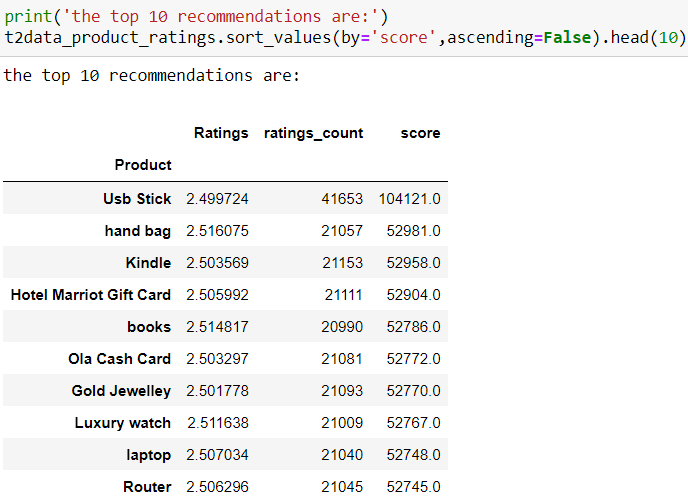 print('the top 10 recommendations are:')
t2data_product_ratings.sort_values(by='score',ascending=False).head(10)
the top 10 recommendations are:
Ratings ratings_count score
Product
Usb Stick 2.499724 41653 104121.0
hand bag 2.516075 21057 52981.0
Kindle 2.503569 21153 52958.0
Hotel Marriot Gift Card 2.505992 21111 52904.0
books 2.514817 20990 52786.0
Ola Cash Card 2.503297 21081 52772.0
Gold Jewelley 2.501778 21093 52770.0
Luxury watch 2.511638 21009 52767.0
laptop 2.507034 21040 52748.0
Router 2.506296 21045 52745.0